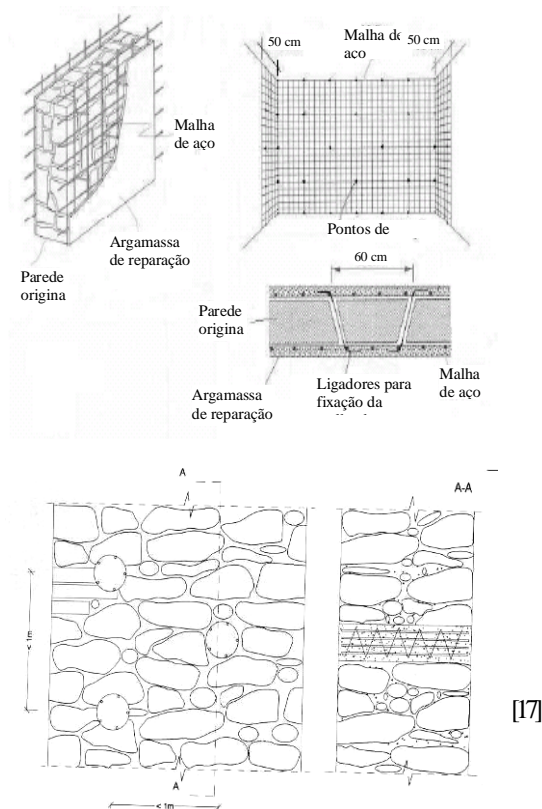 50 cm
Malha de
aço
50 cm
Malha
de aço
Argamassa
de reparação
Parede
origina
Pontos de
60 cm
Parede
origina
Argamassa
de reparação
Ligadores para
fixação da
Malha
de aço
A
A-A
< 1m
[17]
A
< 1m